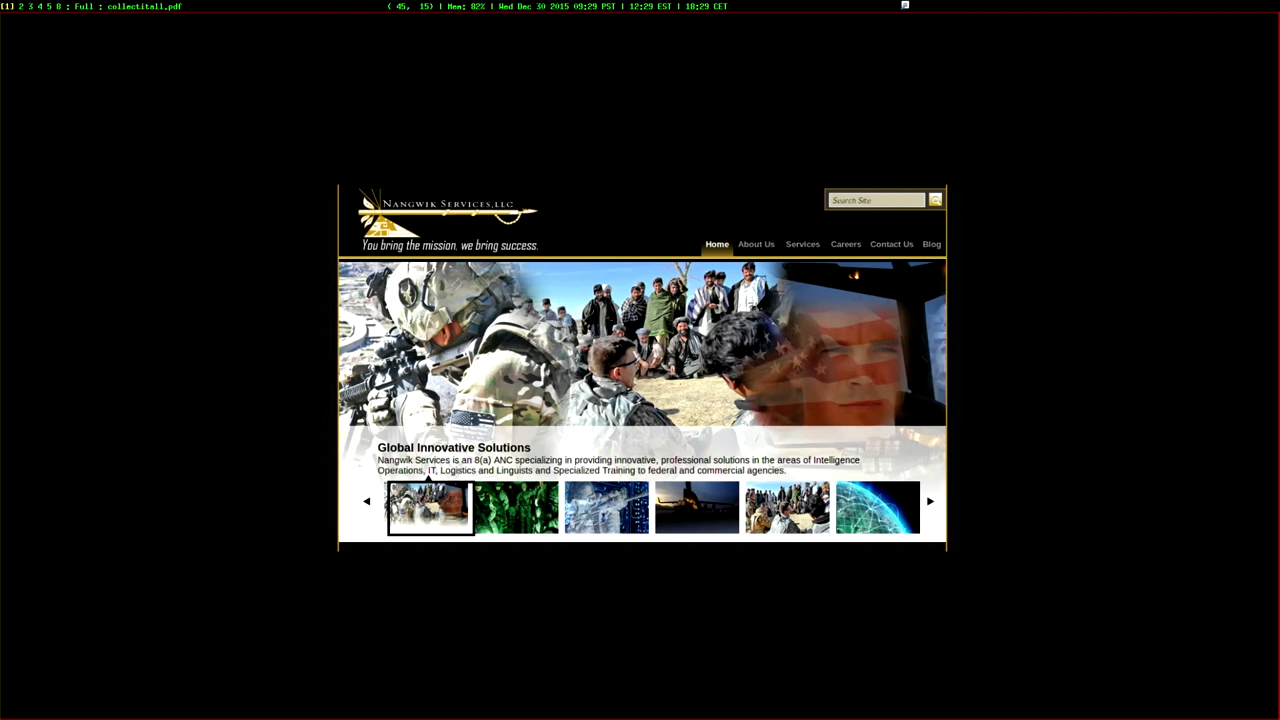 [1] 2 3 4 5 8 : Full : collectitall.pdf ( 45, 15) | Mem: 82% | Wed Dec 30 2015 09:29 PST | 12:29 EST | 18:29 CET
NANGWIK SERVICES, LLC
Search Site
You bring the mission, we bring success.
Home About Us Services Careers Contact Us Blog
Global Innovative Solutions
Nangwik Services is an 8(a) ANC specializing in providing innovative, professional solutions in the areas of Intelligence
Operations, IT, Logistics and Linguists and Specialized Training to federal and commercial agencies.